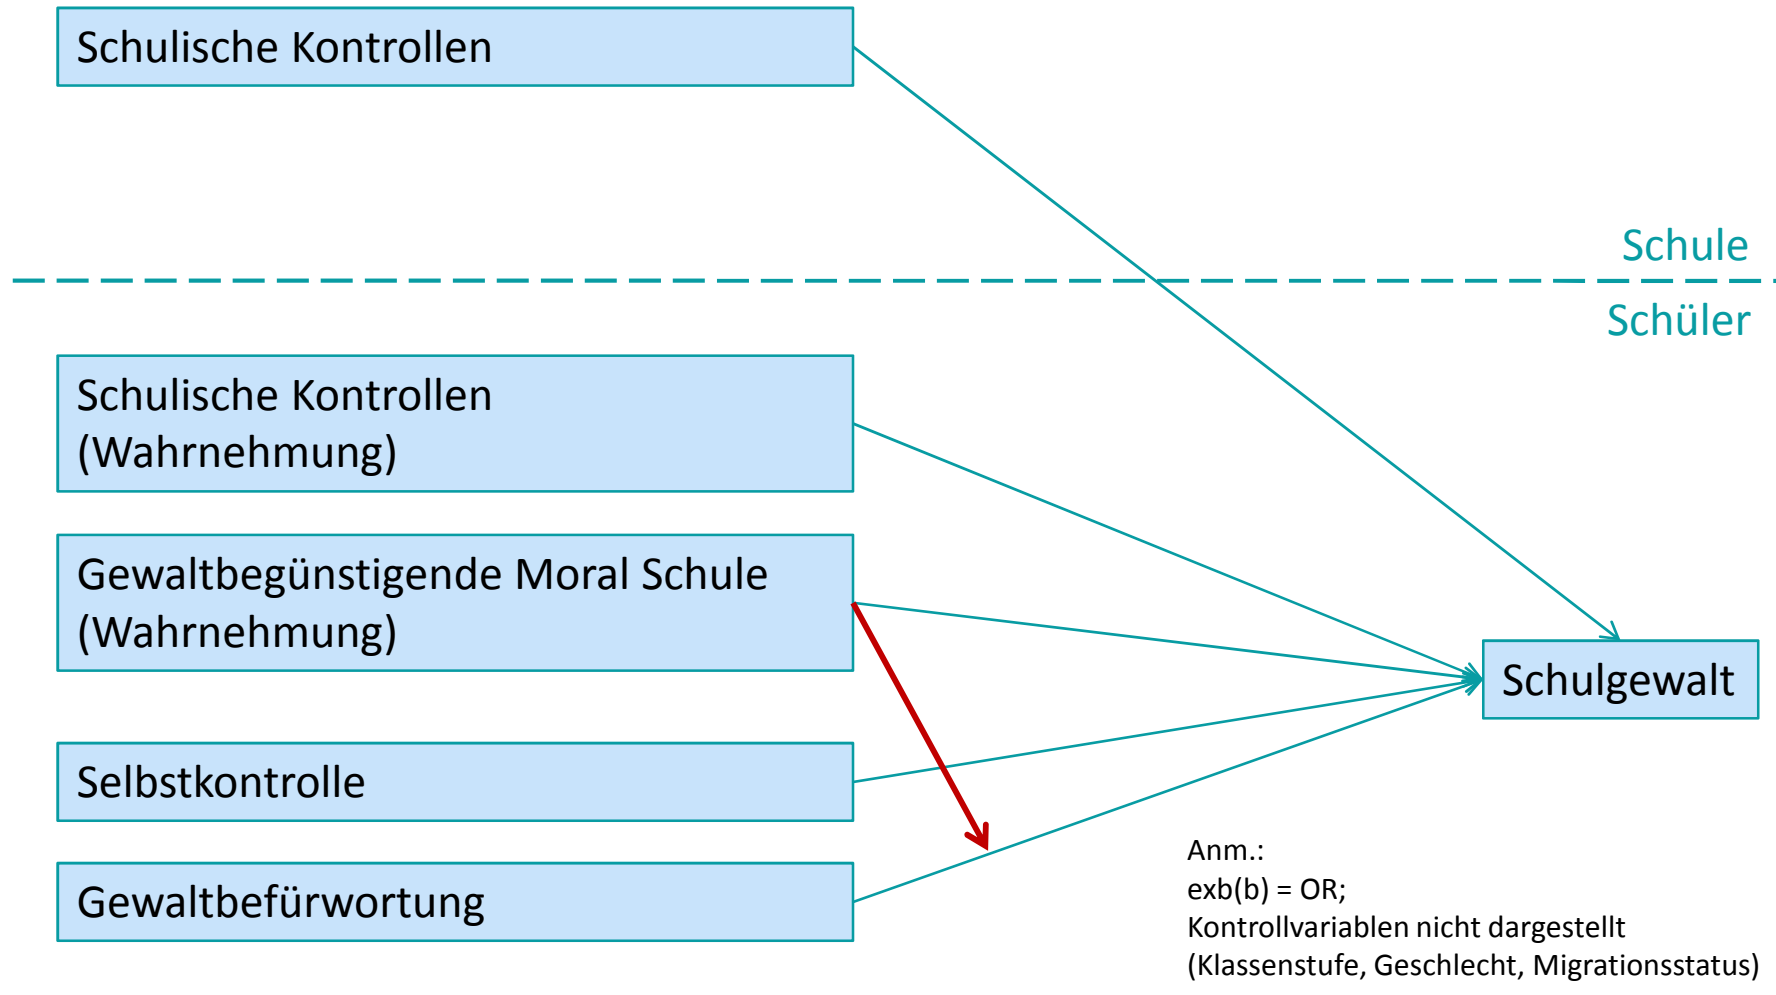 Schulische Kontrollen
Schule
Schüler
Schulische Kontrollen
(Wahrnehmung)
Gewaltbegünstigende Moral Schule
(Wahrnehmung)
Schulgewalt
Selbstkontrolle
Gewaltbefürwortung
Anm.:
exb(b) = OR;
Kontrollvariablen nicht dargestellt
(Klassenstufe, Geschlecht, Migrationsstatus)